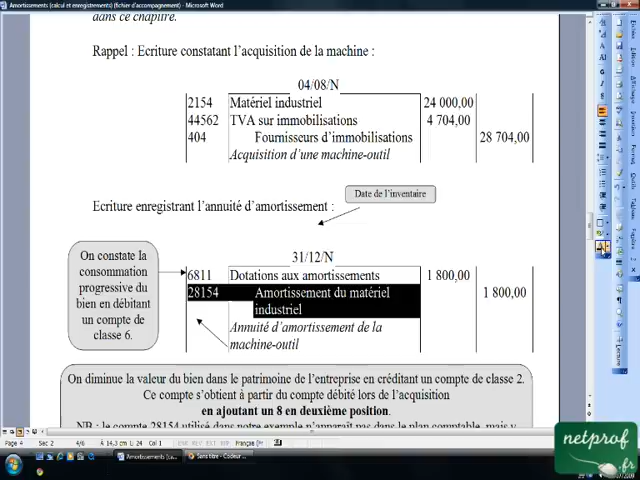 Amortissements (calcul et enregistrements) (fichier d'accompagnement) - Microsoft Word
dans ce chapitre.
Rappel : Ecriture constatant l'acquisition de la machine :
04/08/N
2154 Matériel industriel 24 000,00
44562 TVA sur immobilisations 4 704,00
404 Fournisseurs d'immobilisations 28 704,00
Acquisition d'une machine-outil
Date de l'inventaire
Ecriture enregistrant l'annuité d'amortissement :
31/12/N
On constate la
consommation
progressive du
bien en débitant
un compte de
classe 6.
6811 Dotations aux amortissements 1 800,00
28154 Amortissement du matériel 1 800,00
industriel
Annuité d'amortissement de la
machine-outil
On diminue la valeur du bien dans le patrimoine de l'entreprise en créditant un compte de classe 2.
Ce compte s'obtient à partir du compte débité lors de l'acquisition
en ajoutant un 8 en deuxième position.
NB : le compte 28154 utilisé dans notre exemple n'apparaît pas dans le plan comptable, mais y
Page 4 Sec 2 4/6 À 14,3 cm Li 24 Col 1 Français
Amortissements (ca... Sans titre - Codeur ...
netprof
.fr